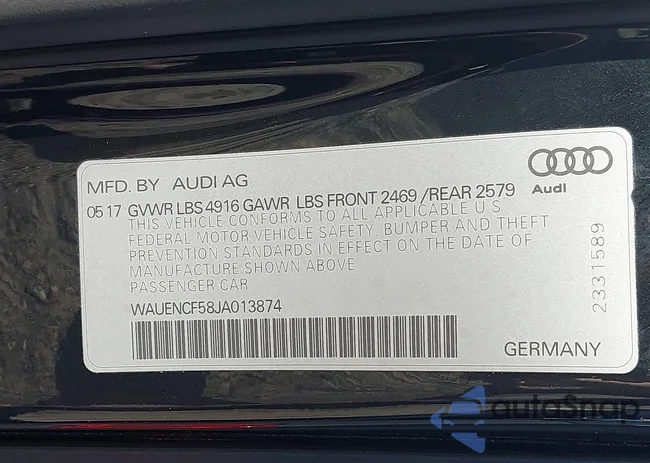 MFD. BY AUDI AG
Audi
05 17 GVWR LBS 4916 GAWR LBS FRONT 2469 /REAR 2579
THIS VEHICLE CONFORMS TO ALL APPLICABLE U S
FEDERAL MOTOR VEHICLE SAFETY, BUMPER AND THEFT
PREVENTION STANDARDS IN EFFECT ON THE DATE OF
MANUFACTURE SHOWN ABOVE
PASSENGER CAR
WAUENCF58JA013874
GERMANY
2331589
autoSnap